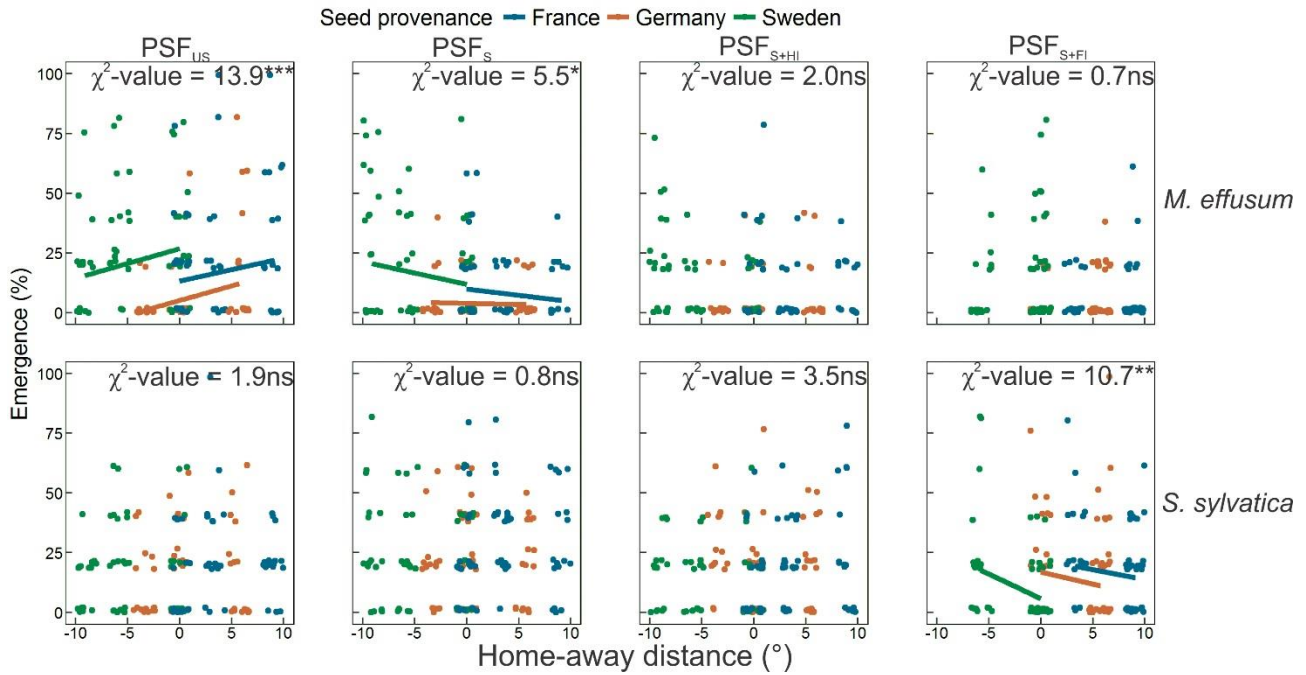 Seed provenance France Germany Sweden
PSF_US PSF_S PSF_S+HI PSF_S+FI
χ²-value = 13.9*** χ²-value = 5.5* χ²-value = 2.0ns χ²-value = 0.7ns
100
75
50
25
0
M. effusum
Emergence (%)
χ²-value = 1.9ns χ²-value = 0.8ns χ²-value = 3.5ns χ²-value = 10.7**
100
75
50
25
0
S. sylvatica
-10 -5 0 5 10 -10 -5 0 5 10 -10 -5 0 5 10 -10 -5 0 5 10
Home-away distance (°)